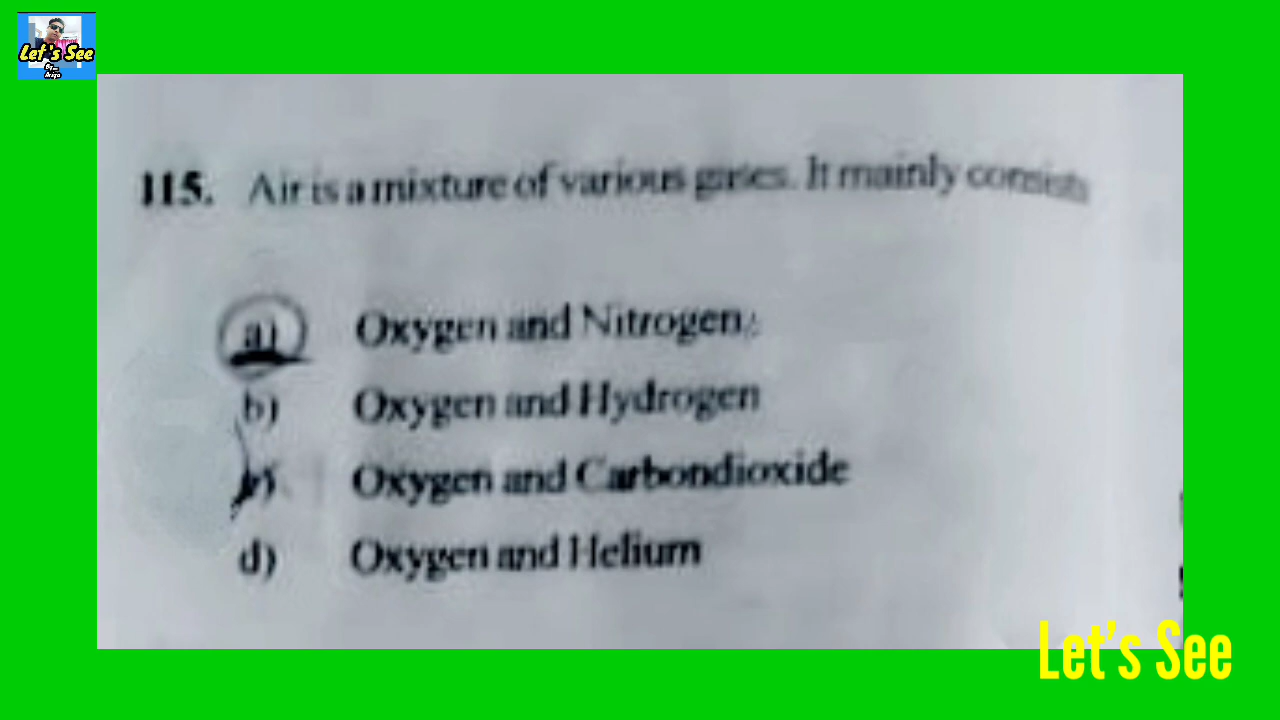 Let's See
115. Air is a mixture of various gases. It mainly consists
a) Oxygen and Nitrogen
b) Oxygen and Hydrogen
Oxygen and Carbondioxide
d) Oxygen and Helium
Let's See